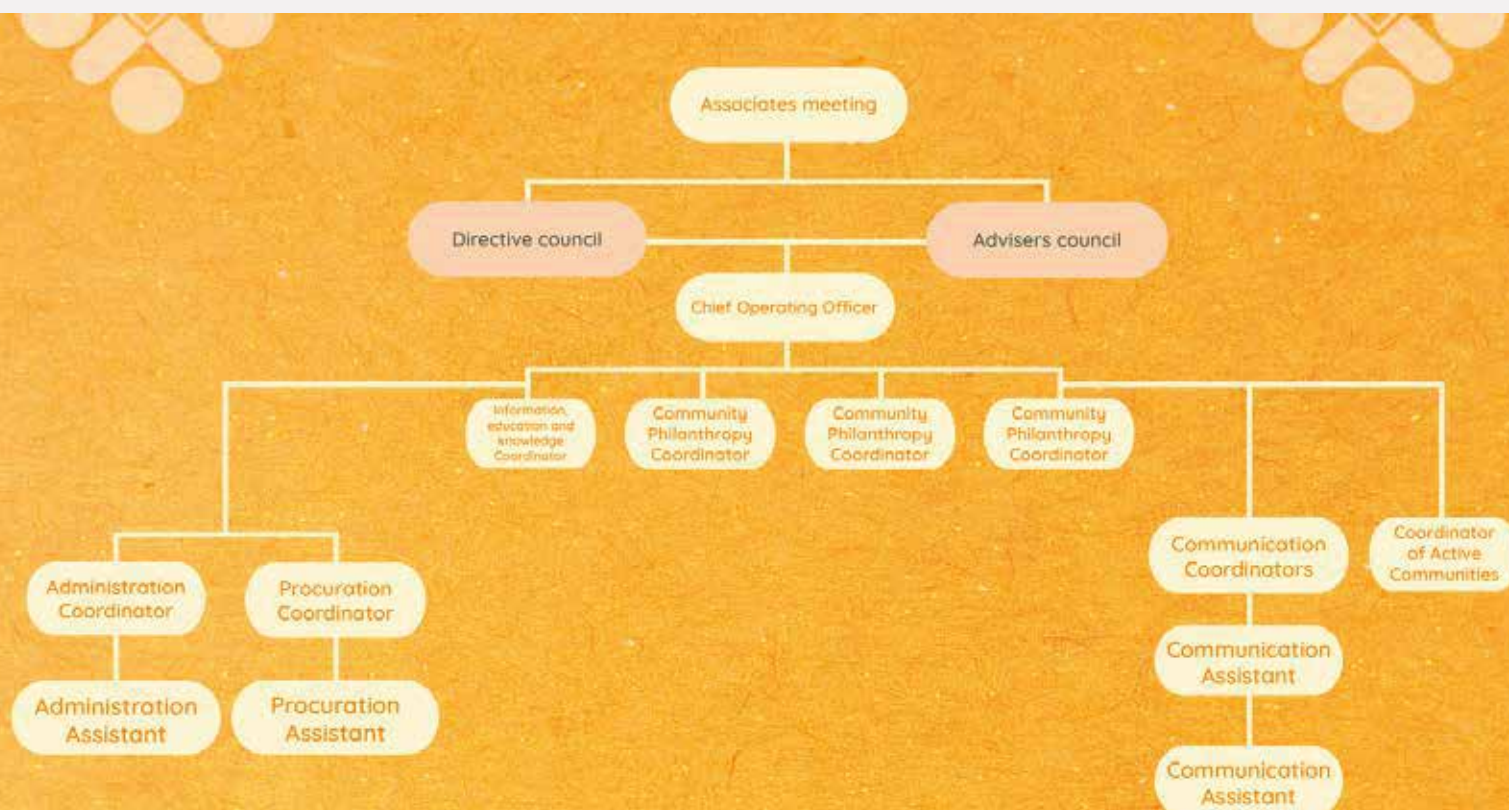 Associates meeting
Directive council
Advisers council
Chief Operating Officer
Information,
education and
knowledge
Coordinator
Community
Philanthropy
Coordinator
Community
Philanthropy
Coordinator
Community
Philanthropy
Coordinator
Administration
Coordinator
Procuration
Coordinator
Communication
Coordinators
Coordinator
of Active
Communities
Communication
Assistant
Administration
Assistant
Procuration
Assistant
Communication
Assistant